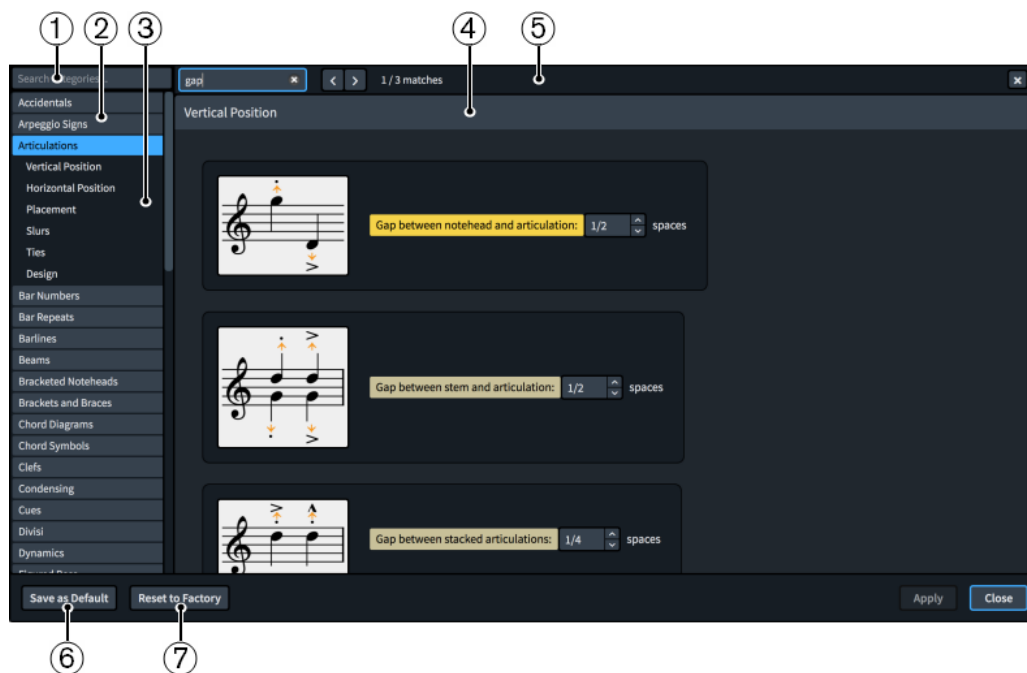 ① ② ③ ④ ⑤
Search categories...
gap
1 / 3 matches
Accidentals
Arpeggio Signs
Articulations
Vertical Position
Horizontal Position
Placement
Slurs
Ties
Design
Bar Numbers
Bar Repeats
Barlines
Beams
Bracketed Noteheads
Brackets and Braces
Chord Diagrams
Chord Symbols
Clefs
Condensing
Cues
Divisi
Dynamics
Vertical Position
Gap between notehead and articulation: 1/2 spaces
Gap between stem and articulation: 1/2 spaces
Gap between stacked articulations: 1/4 spaces
Save as Default
Reset to Factory
Apply
Close
⑥ ⑦